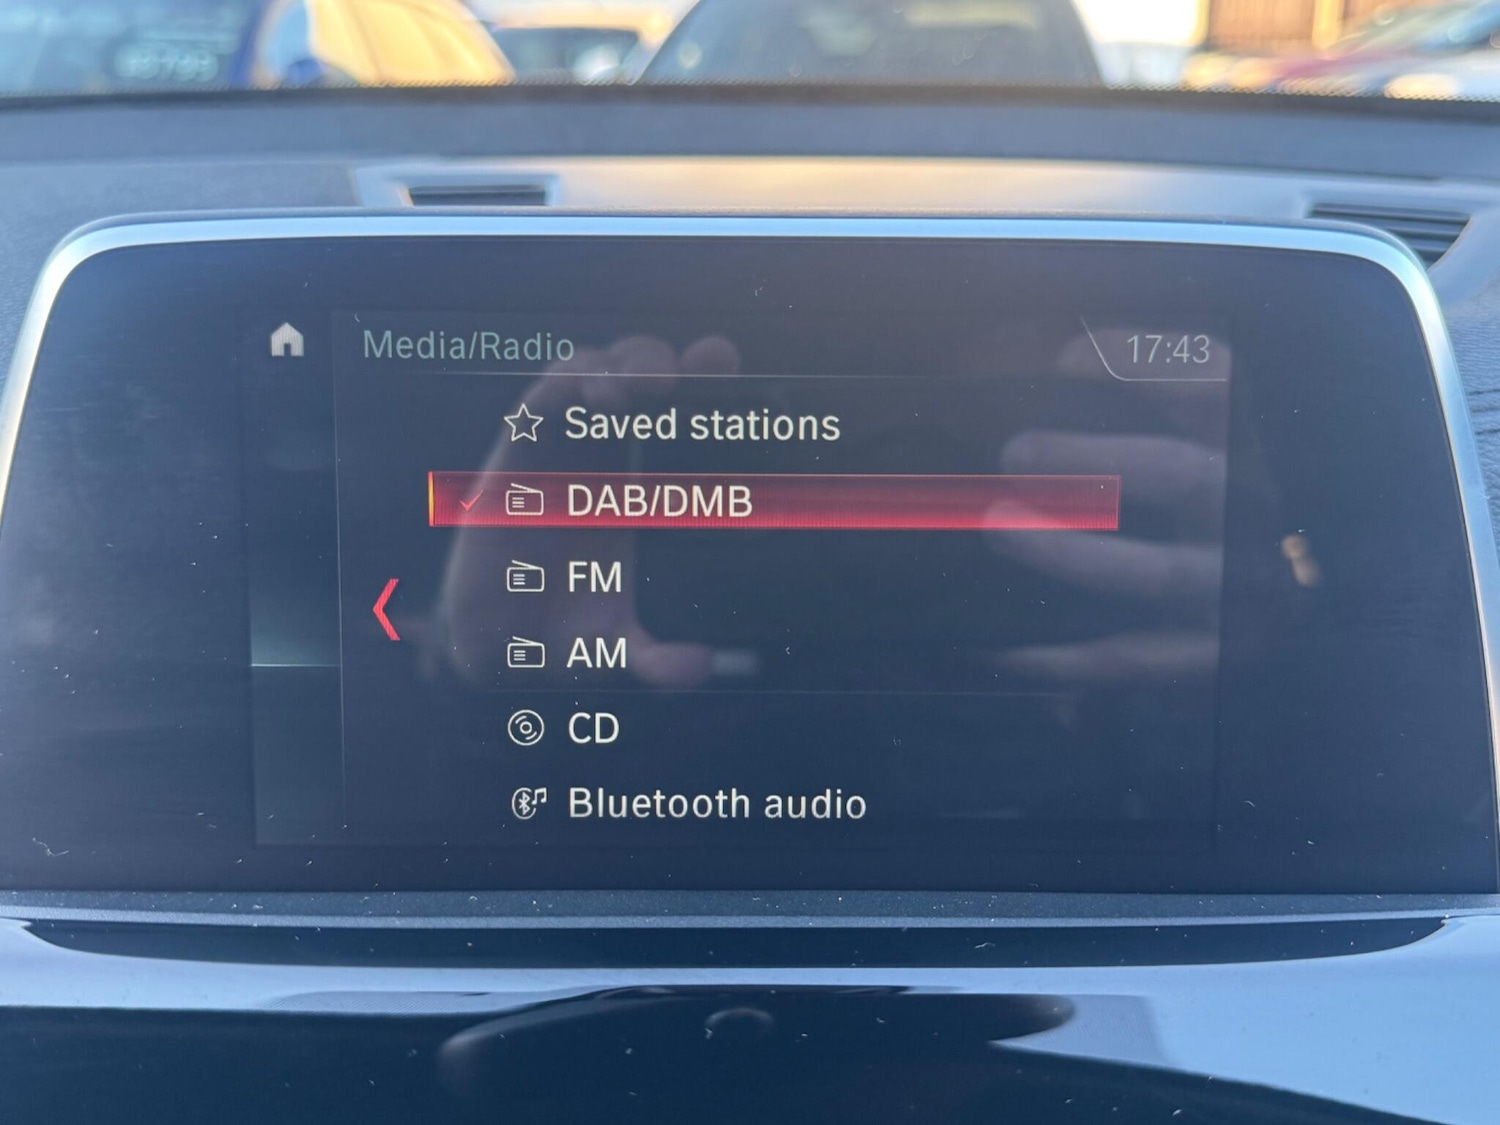 Media/Radio
17:43
Saved stations
DAB/DMB
FM
AM
CD
Bluetooth audio